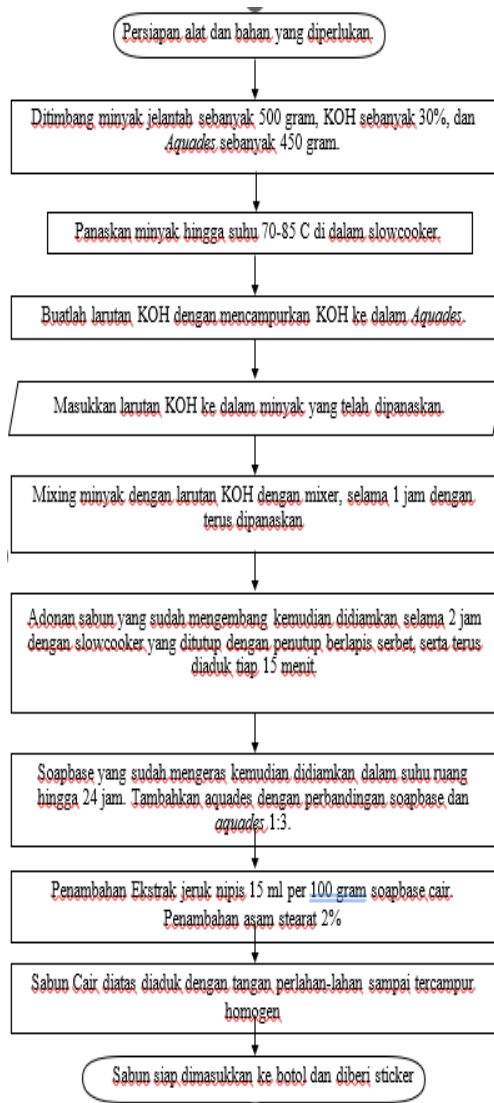 Persiapan alat dan bahan yang diperlukan.
Ditimbang minyak jelantah sebanyak 500 gram, KOH sebanyak 30%, dan
Aquades sebanyak 450 gram.
Panaskan minyak hingga suhu 70-85 C di dalam slowcooker.
Buatlah larutan KOH dengan mencampurkan KOH ke dalam Aquades.
Masukkan larutan KOH ke dalam minyak yang telah dipanaskan.
Mixing minyak dengan larutan KOH dengan mixer, selama 1 jam dengan
terus dipanaskan
Adonan sabun yang sudah mengembang kemudian didiamkan selama 2 jam
dengan slowcooker yang ditutup dengan penutup berlapis serbet, serta terus
diaduk tiap 15 menit
Soapbase yang sudah mengeras kemudian didiamkan dalam suhu ruang
hingga 24 jam. Tambahkan aquades dengan perbandingan soapbase dan
aquades 1:3.
Penambahan Ekstrak jeruk nipis 15 ml per 100 gram soapbase cair.
Penambahan asam stearat 2%
Sabun Cair diatas diaduk dengan tangan perlahan-lahan sampai tercampur
homogen
Sabun siap dimasukkan ke botol dan diberi sticker